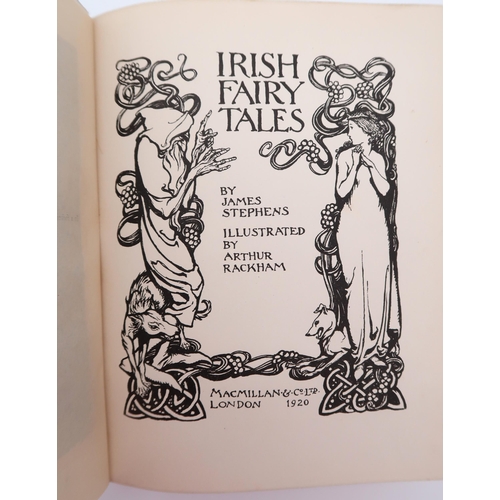 IRISH
FAIRY
TALES
BY
JAMES
STEPHENS
ILLUSTRATED
BY
ARTHUR
RACKHAM
MACMILLAN·&·Co LTD·
LONDON 1920